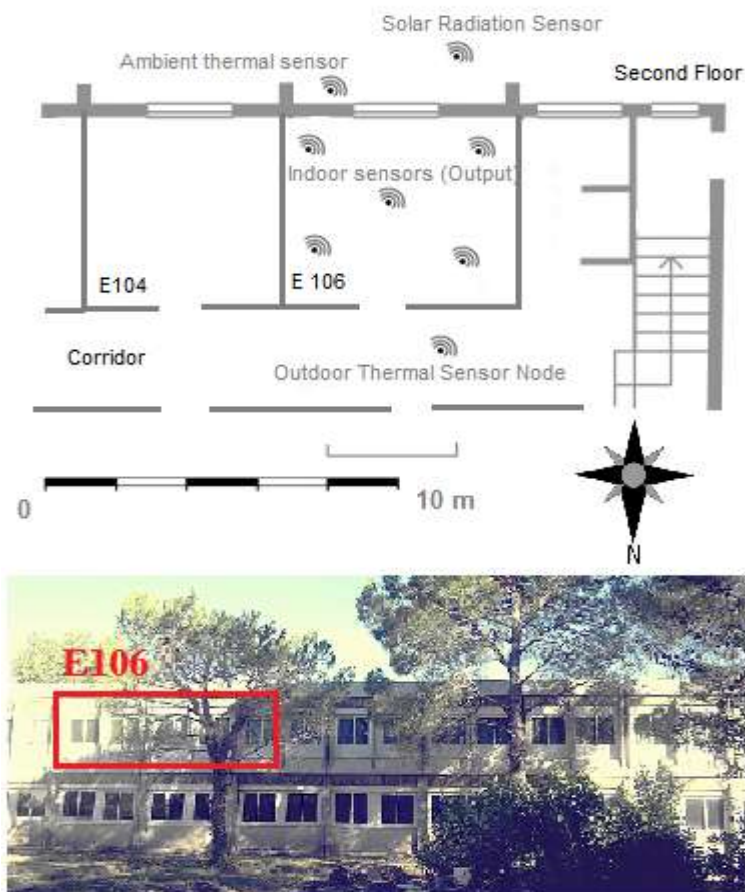 Solar Radiation Sensor
Ambient thermal sensor
Second Floor
Indoor sensors (Output)
E104
E 106
Corridor
Outdoor Thermal Sensor Node
0
10 m
N
E106